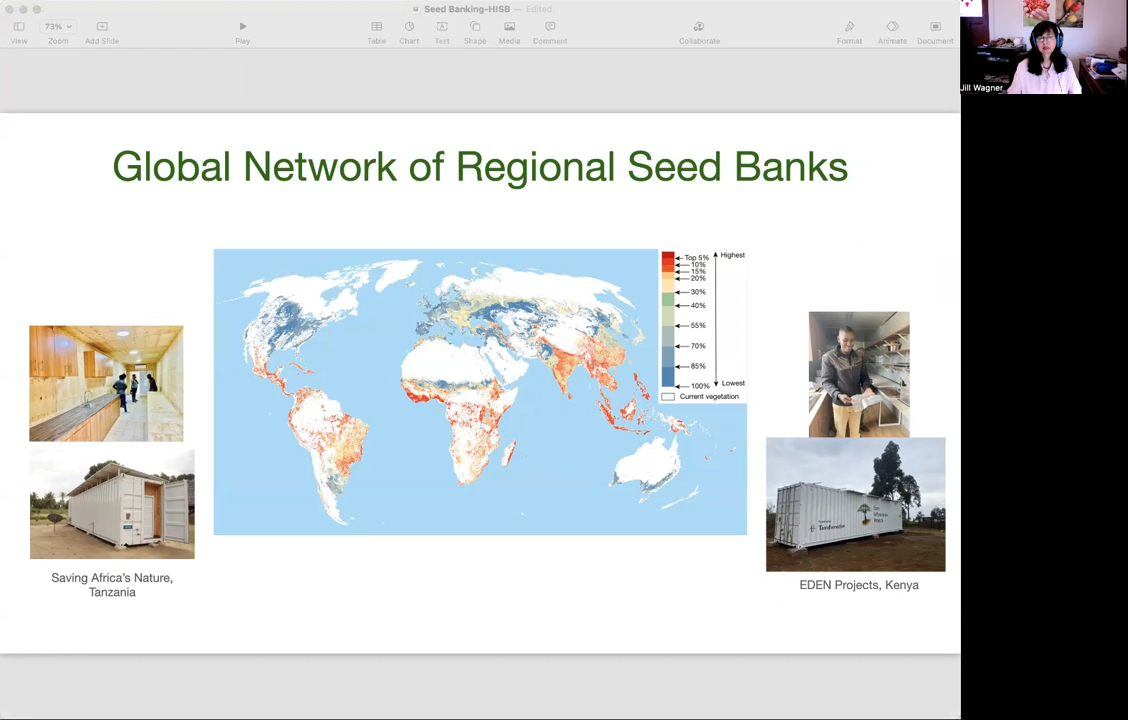 Seed Banking-HISB — Edited
73%
View
Zoom
Add Slide
Play
Table
Chart
Text
Shape
Media
Comment
Collaborate
Format
Animate
Document
Jill Wagner
Global Network of Regional Seed Banks
Top 5%
10%
15%
20%
30%
40%
55%
70%
85%
100%
Highest
Lowest
Current vegetation
Terraformation
Saving Africa's Nature,
Tanzania
EDEN Projects, Kenya